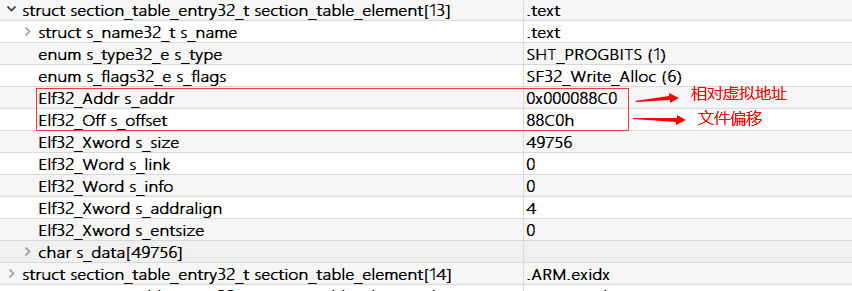 struct section_table_entry32_t section_table_element[13] .text
struct s_name32_t s_name .text
enum s_type32_e s_type SHT_PROGBITS (1)
enum s_flags32_e s_flags SF32_Write_Alloc (6)
Elf32_Addr s_addr 0x000088C0 相对虚拟地址
Elf32_Off s_offset 88C0h 文件偏移
Elf32_Xword s_size 49756
Elf32_Word s_link 0
Elf32_Word s_info 0
Elf32_Xword s_addralign 4
Elf32_Xword s_entsize 0
char s_data[49756]
struct section_table_entry32_t section_table_element[14] .ARM.exidx